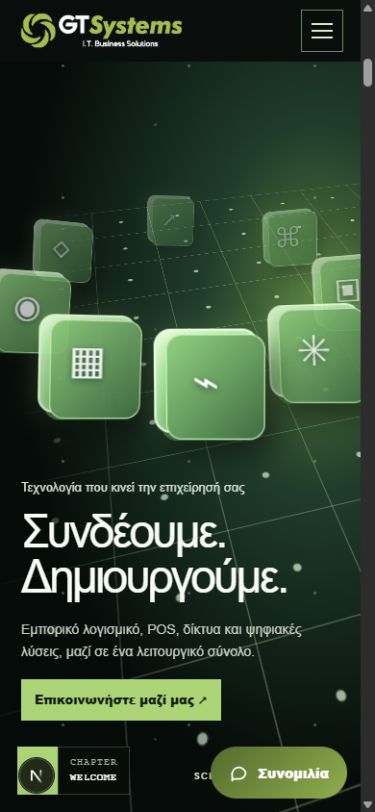 GTSystems
I.T. Business Solutions
Τεχνολογία που κινεί την επιχείρησή σας
Συνδέουμε.
Δημιουργούμε.
Εμπορικό λογισμικό, POS, δίκτυα και ψηφιακές
λύσεις, μαζί σε ένα λειτουργικό σύνολο.
Επικοινωνήστε μαζί μας ↗
N
CHAPTER
WELCOME
Συνομιλία